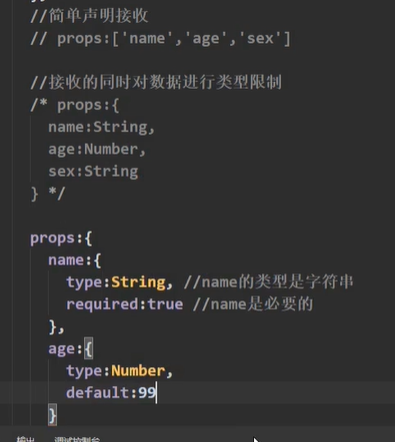 //简单声明接收
// props:['name','age','sex']
//接收的同时对数据进行类型限制
/* props:{
name:String,
age:Number,
sex:String
} */
props:{
name:{
type:String, //name的类型是字符串
required:true //name是必要的
},
age:{
type:Number,
default:99
}